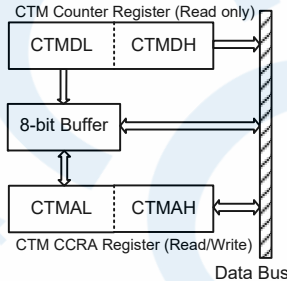 CTM Counter Register (Read only)
CTMDL CTMDH
8-bit Buffer
CTMAL CTMAH
CTM CCRA Register (Read/Write)
Data Bus